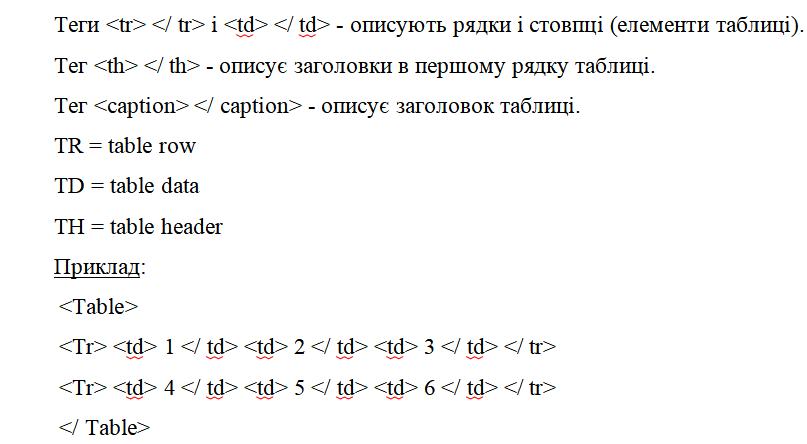 Теги <tr> </ tr> і <td> </ td> - описують рядки і стовпці (елементи таблиці).
Тег <th> </ th> - описує заголовки в першому рядку таблиці.
Тег <caption> </ caption> - описує заголовок таблиці.
TR = table row
TD = table data
TH = table header
Приклад:
<Table>
<Tr> <td> 1 </ td> <td> 2 </ td> <td> 3 </ td> </ tr>
<Tr> <td> 4 </ td> <td> 5 </ td> <td> 6 </ td> </ tr>
</ Table>